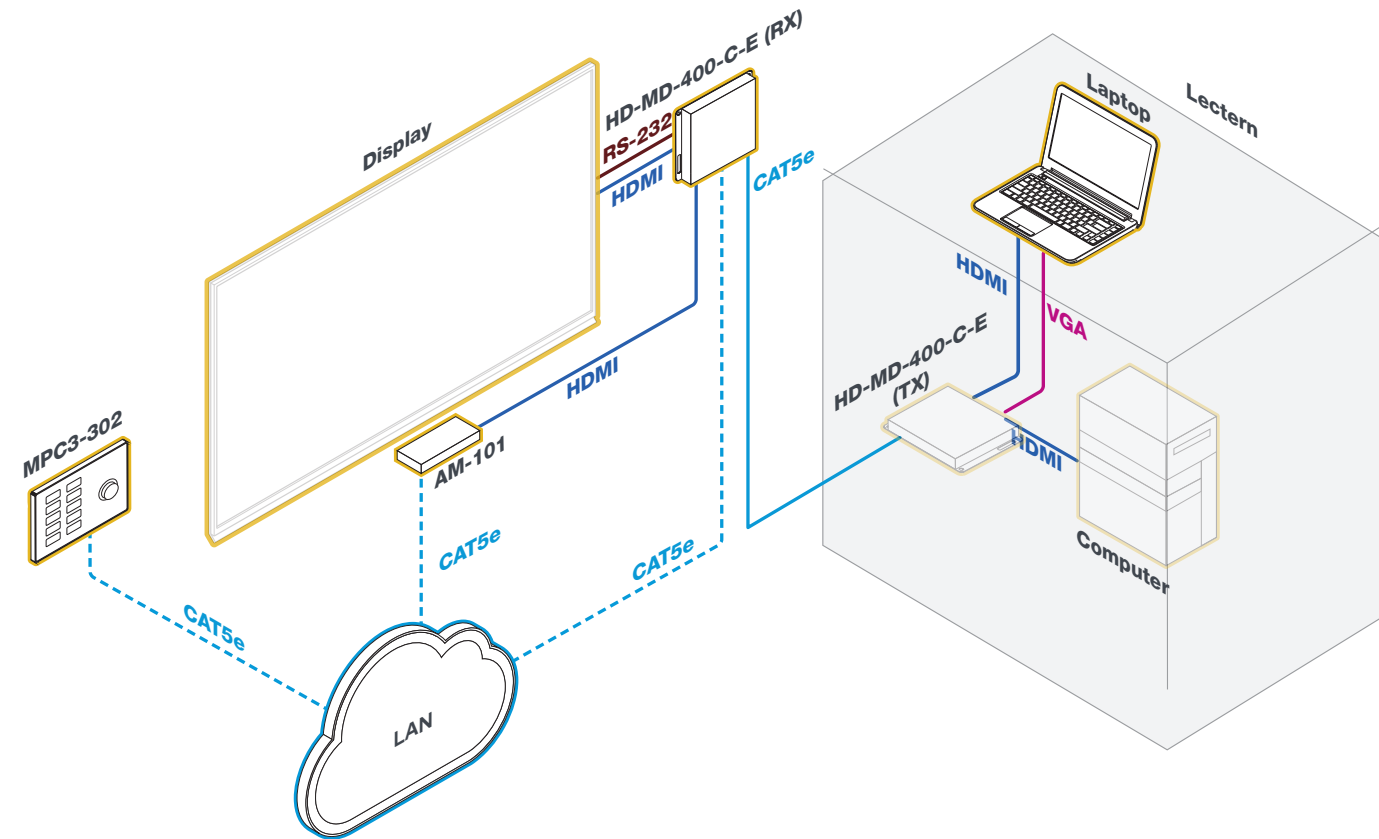 HD-MD-400-C-E (RX)
Display
RS-232
HDMI
CAT5e
Laptop
Lectern
HDMI
VGA
HD-MD-400-C-E
(TX)
HDMI
Computer
HDMI
AM-101
MPC3-302
CAT5e
CAT5e
CAT5e
LAN